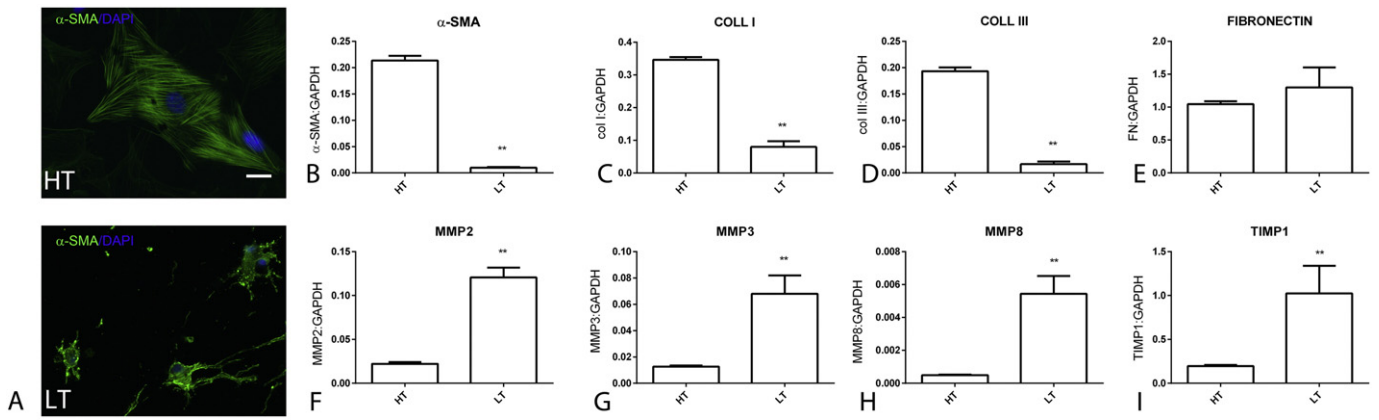 α-SMA/DAPI
HT
α-SMA/DAPI
LT
A
α-SMA
α-SMA:GAPDH
0.25
0.20
0.15
0.10
0.05
0.00
**
HT
LT
B
COLL I
col I:GAPDH
0.4
0.3
0.2
0.1
0.0
**
HT
LT
C
COLL III
col III:GAPDH
0.25
0.20
0.15
0.10
0.05
0.00
**
HT
LT
D
FIBRONECTIN
FN:GAPDH
2.0
1.5
1.0
0.5
0.0
HT
LT
E
MMP2
MMP2:GAPDH
0.15
0.10
0.05
0.00
**
HT
LT
F
MMP3
MMP3:GAPDH
0.10
0.08
0.06
0.04
0.02
0.00
**
HT
LT
G
MMP8
MMP8:GAPDH
0.008
0.006
0.004
0.002
0.000
**
HT
LT
H
TIMP1
TIMP1:GAPDH
1.5
1.0
0.5
0.0
**
HT
LT
I